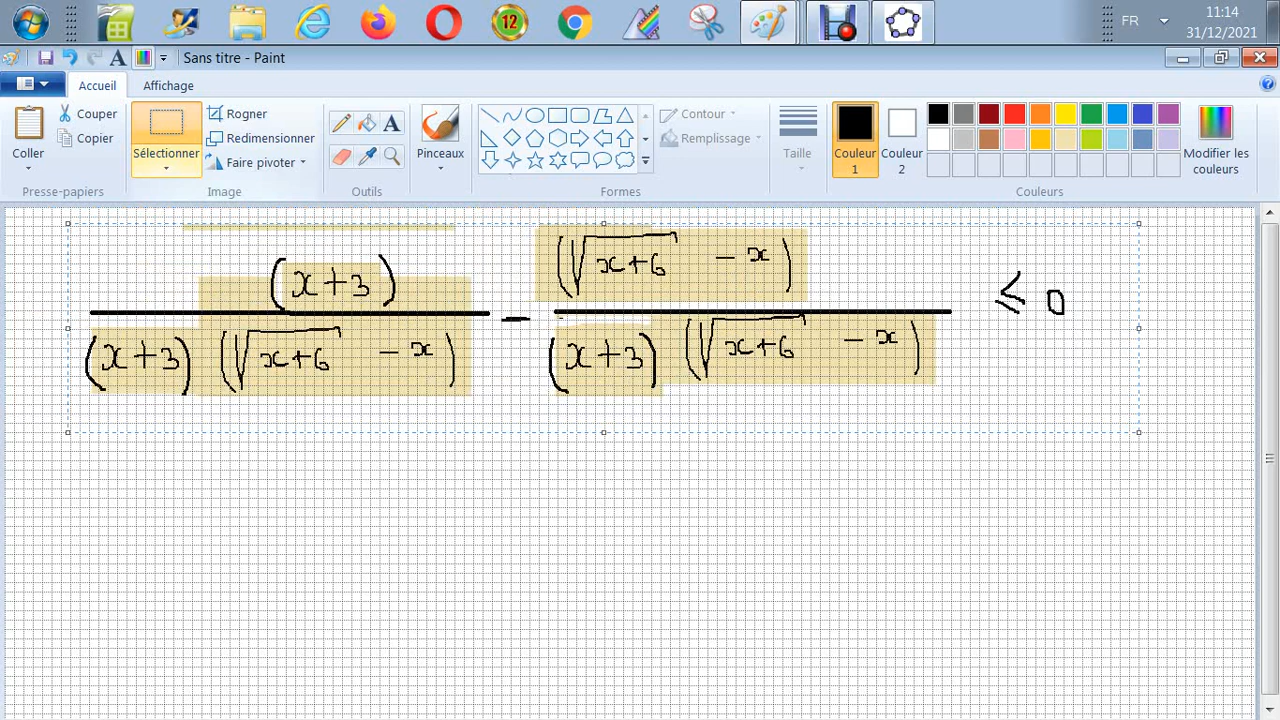 12
FR
11:14
31/12/2021
Sans titre - Paint
Accueil Affichage
Coller
Couper
Copier
Presse-papiers
Sélectionner
Rogner
Redimensionner
Faire pivoter
Image
A
Outils
Pinceaux
Contour
Remplissage
Formes
Taille
Couleur 1
Couleur 2
Modifier les couleurs
Couleurs
(x+3) / ((x+3) (√(x+6) - x)) - (√(x+6) - x) / ((x+3) (√(x+6) - x)) ≤ 0